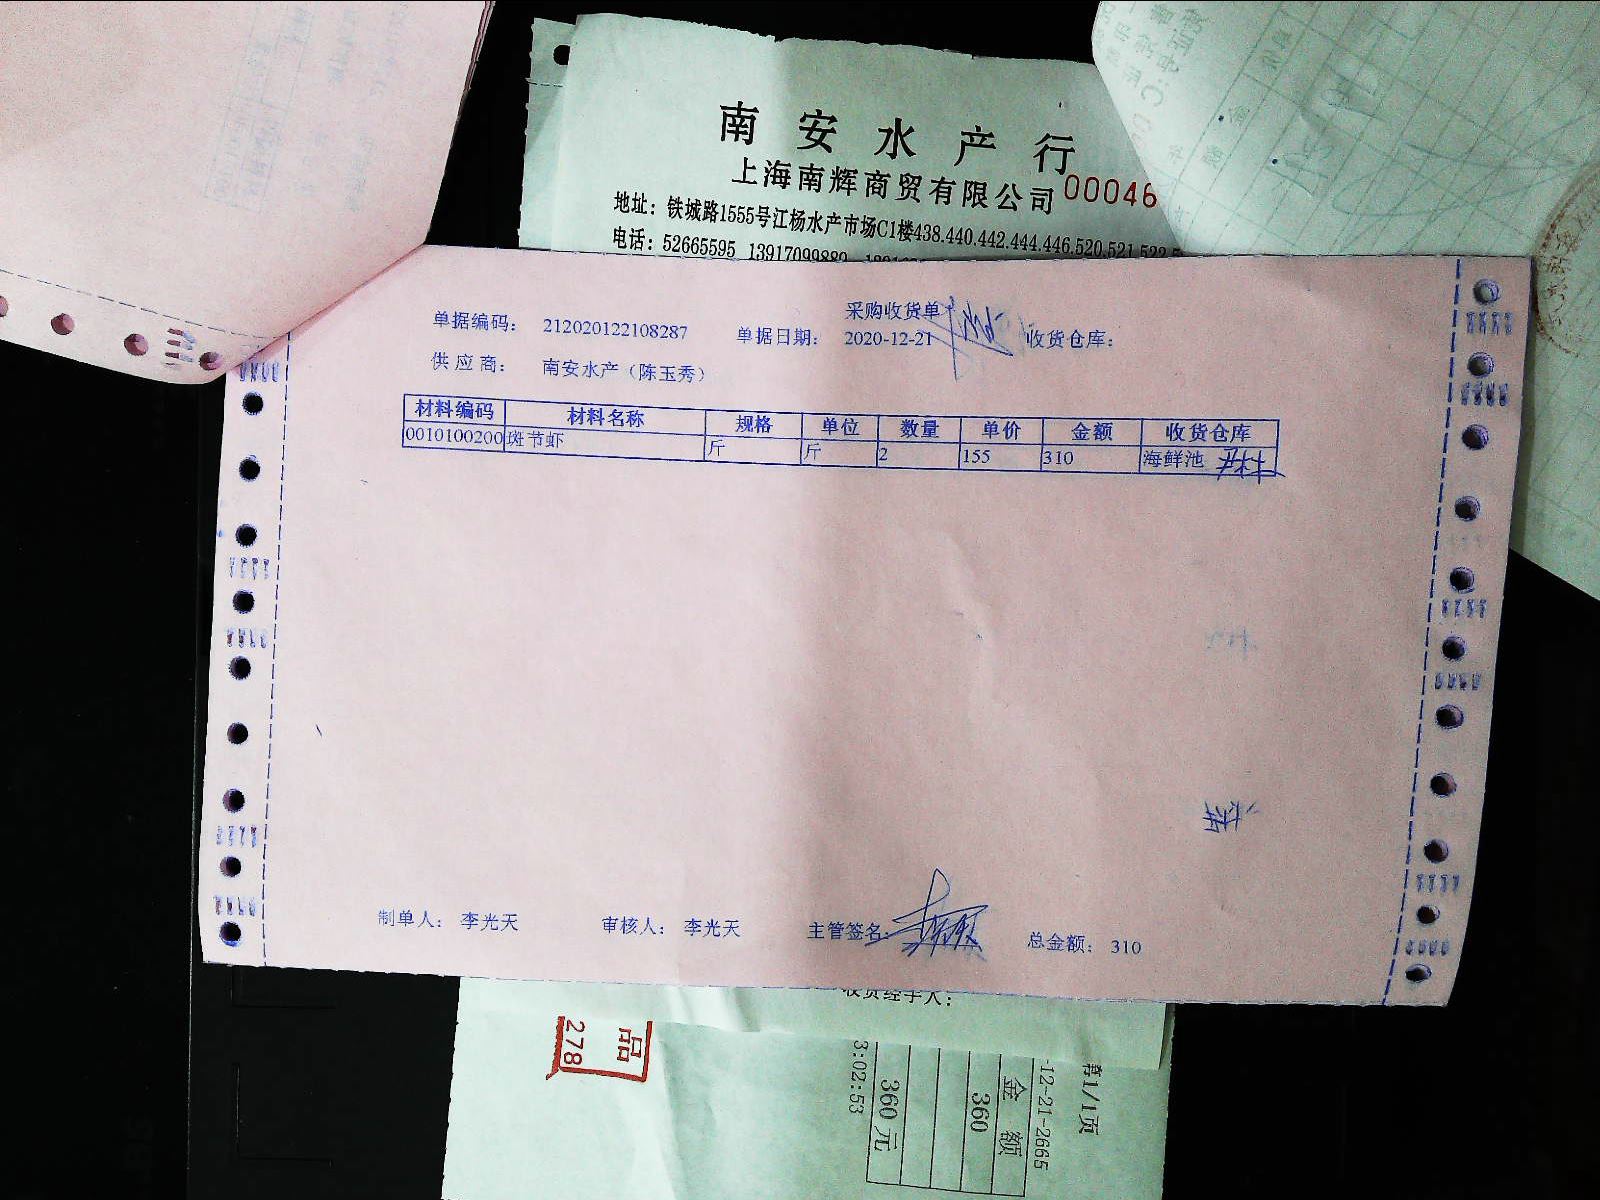 南安水产行
上海南辉商贸有限公司 000046
地址：铁城路1555号江杨水产市场C1楼438.440.442.444.446.520.521.522.5
电话：52665595 13917099889
采购收货单
单据编码： 212020122108287 单据日期： 2020-12-21 收货仓库：
供应商： 南安水产（陈玉秀）
材料编码 材料名称 规格 单位 数量 单价 金额 收货仓库
0010100200 斑节虾 斤 斤 2 155 310 海鲜池
制单人： 李光天 审核人： 李光天 主管签名： 总金额： 310
收货经手人：
品
278
第1/1页
-12-21-2665
金额
360
360元
3:02:53